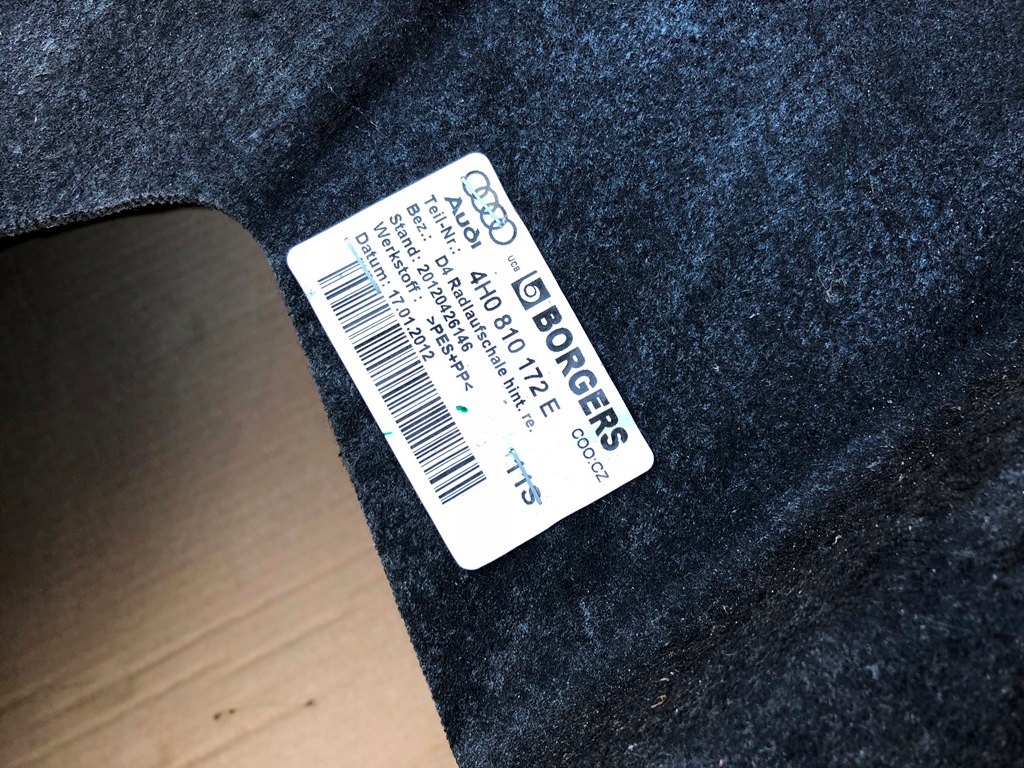 Audi
UCB
BORGERS
COO:CZ
Teil-Nr.: 4H0 810 172 E
Bez.: D4 Radlaufschale hint. re.
Stand: 20120426146
Werkstoff: >PES+PP<
Datum: 17.01.2012